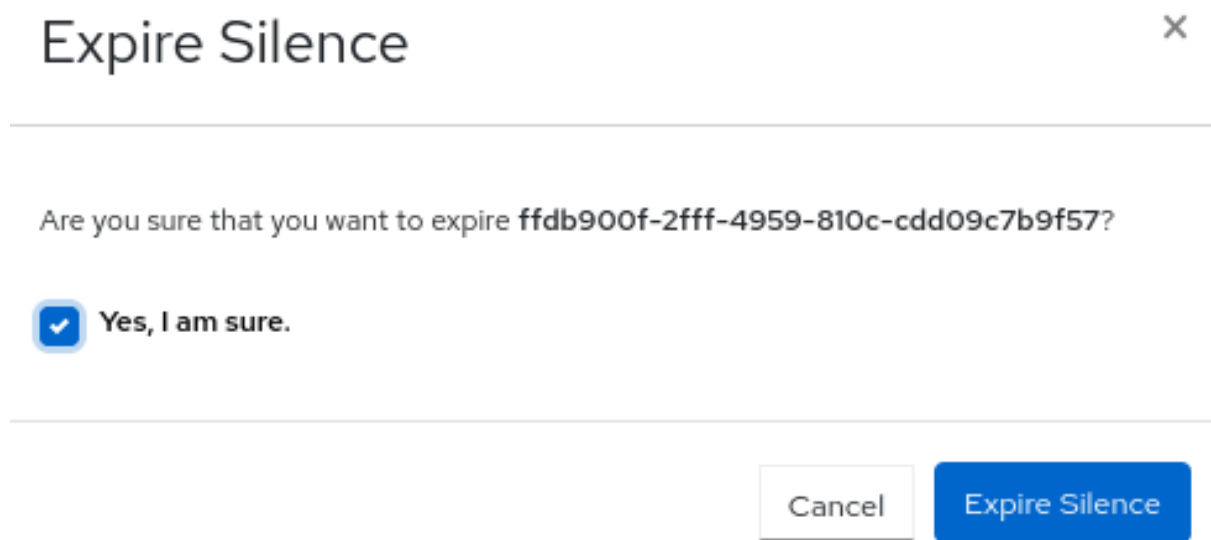 Expire Silence
Are you sure that you want to expire ffdb900f-2fff-4959-810c-cdd09c7b9f57?
Yes, I am sure.
Cancel
Expire Silence